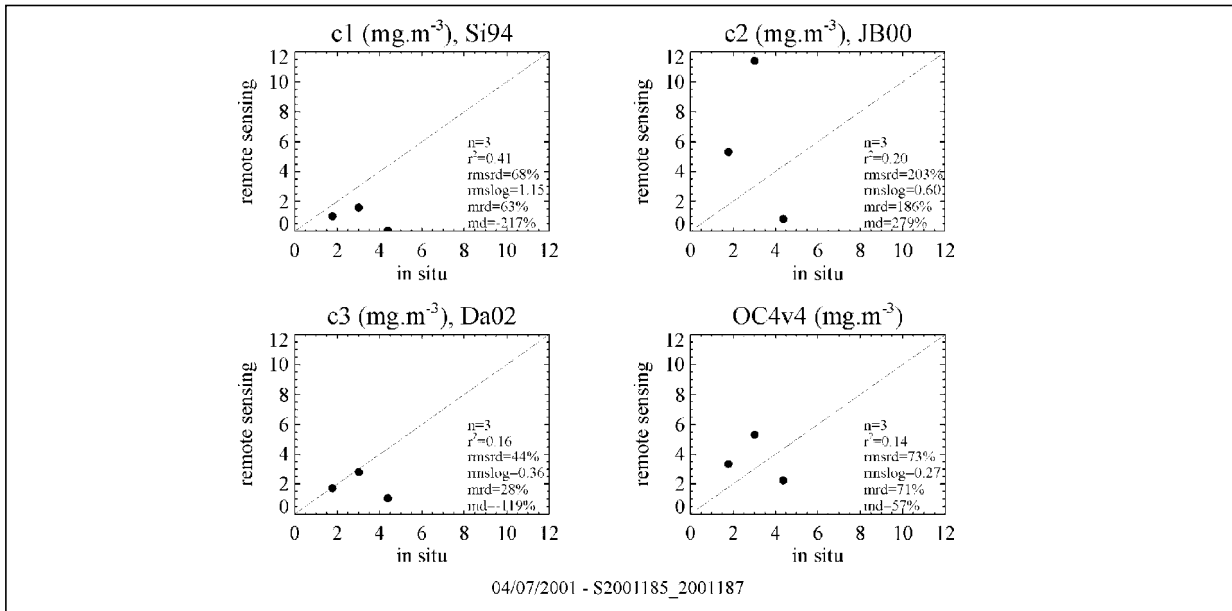 c1 (mg.m-3), Si94
12
10
8
6
4
2
0
remote sensing
n=3
r2=0.41
rmsrd=68%
rmslog=1.15
mrd=63%
md=-217%
0 2 4 6 8 10 12
in situ
c2 (mg.m-3), JB00
12
10
8
6
4
2
0
remote sensing
n=3
r2=0.20
rmsrd=203%
rmslog=0.60
mrd=186%
md=279%
0 2 4 6 8 10 12
in situ
c3 (mg.m-3), Da02
12
10
8
6
4
2
0
remote sensing
n=3
r2=0.16
rmsrd=44%
rmslog=0.36
mrd=28%
md=-119%
0 2 4 6 8 10 12
in situ
OC4v4 (mg.m-3)
12
10
8
6
4
2
0
remote sensing
n=3
r2=0.14
rmsrd=73%
rmslog=0.27
mrd=71%
md=57%
0 2 4 6 8 10 12
in situ
04/07/2001 - S2001185_2001187